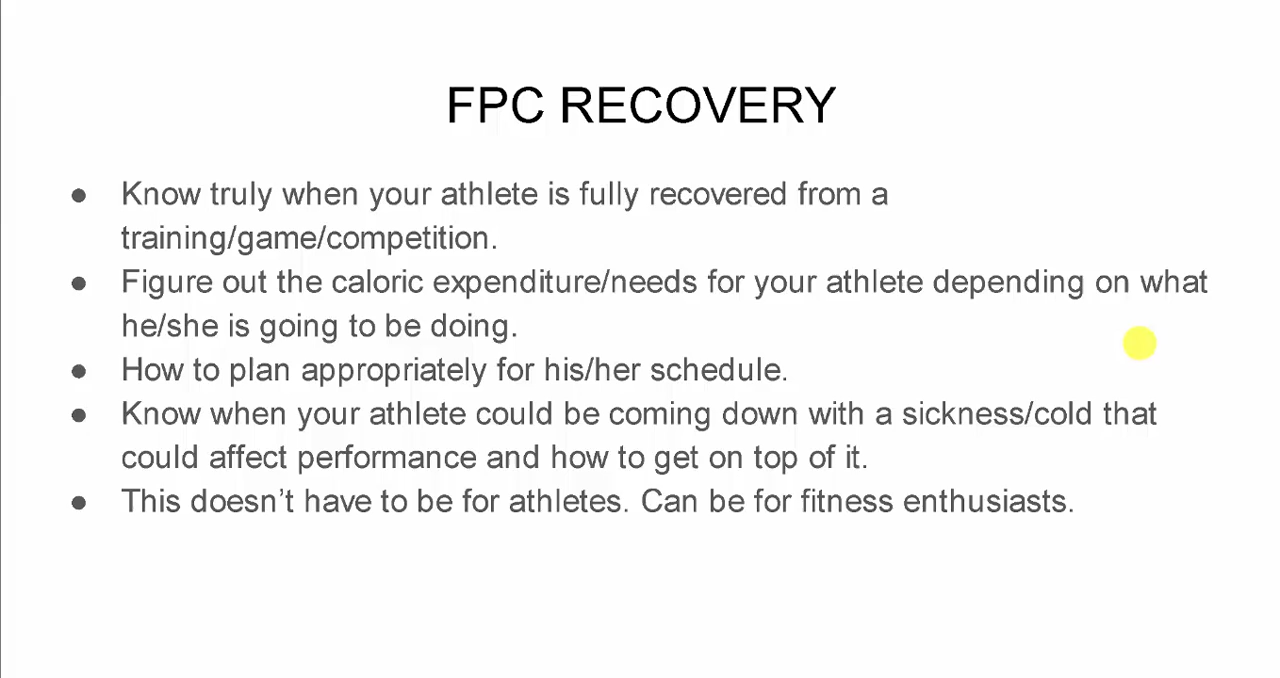 FPC RECOVERY
● Know truly when your athlete is fully recovered from a
training/game/competition.
● Figure out the caloric expenditure/needs for your athlete depending on what
he/she is going to be doing.
● How to plan appropriately for his/her schedule.
● Know when your athlete could be coming down with a sickness/cold that
could affect performance and how to get on top of it.
● This doesn’t have to be for athletes. Can be for fitness enthusiasts.